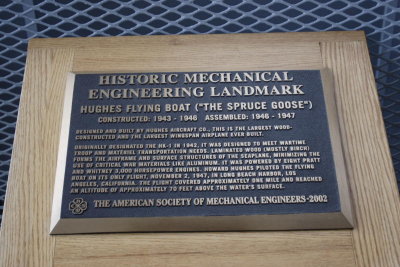 HISTORIC MECHANICAL
ENGINEERING LANDMARK
HUGHES FLYING BOAT ("THE SPRUCE GOOSE")
CONSTRUCTED: 1943 - 1946 ASSEMBLED: 1946 - 1947
DESIGNED AND BUILT BY HUGHES AIRCRAFT CO., THIS IS THE LARGEST WOOD-
CONSTRUCTED AND THE LARGEST WINGSPAN AIRPLANE EVER BUILT.
ORIGINALLY DESIGNATED THE HK-1 IN 1942, IT WAS DESIGNED TO MEET WARTIME
TROOP AND MATERIEL TRANSPORTATION NEEDS. LAMINATED WOOD (MOSTLY BIRCH)
FORMS THE AIRFRAME AND SURFACE STRUCTURES OF THE SEAPLANE, MINIMIZING THE
USE OF CRITICAL WAR MATERIALS LIKE ALUMINUM. IT WAS POWERED BY EIGHT PRATT
AND WHITNEY 3,000 HORSEPOWER ENGINES. HOWARD HUGHES PILOTED THE FLYING
BOAT ON ITS ONLY FLIGHT, NOVEMBER 2, 1947, IN LONG BEACH HARBOR, LOS
ANGELES, CALIFORNIA. THE FLIGHT COVERED APPROXIMATELY ONE MILE AND REACHED
AN ALTITUDE OF APPROXIMATELY 70 FEET ABOVE THE WATER'S SURFACE.
THE AMERICAN SOCIETY OF MECHANICAL ENGINEERS-2002